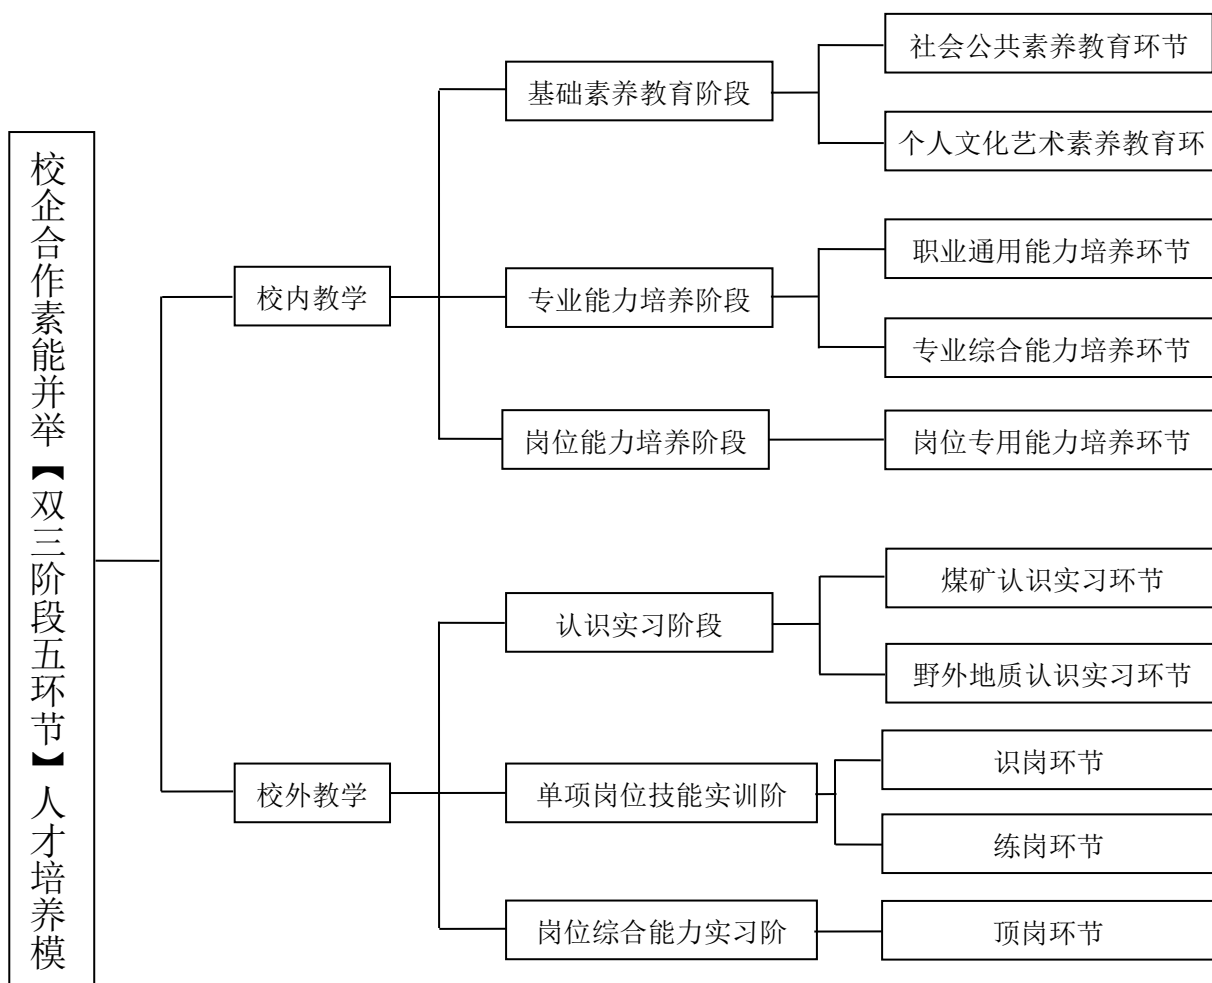 校企合作素能并举【双三阶段五环节】人才培养模
校内教学
基础素养教育阶段
社会公共素养教育环节
个人文化艺术素养教育环
专业能力培养阶段
职业通用能力培养环节
专业综合能力培养环节
岗位能力培养阶段
岗位专用能力培养环节
校外教学
认识实习阶段
煤矿认识实习环节
野外地质认识实习环节
单项岗位技能实训阶
识岗环节
练岗环节
岗位综合能力实习阶
顶岗环节